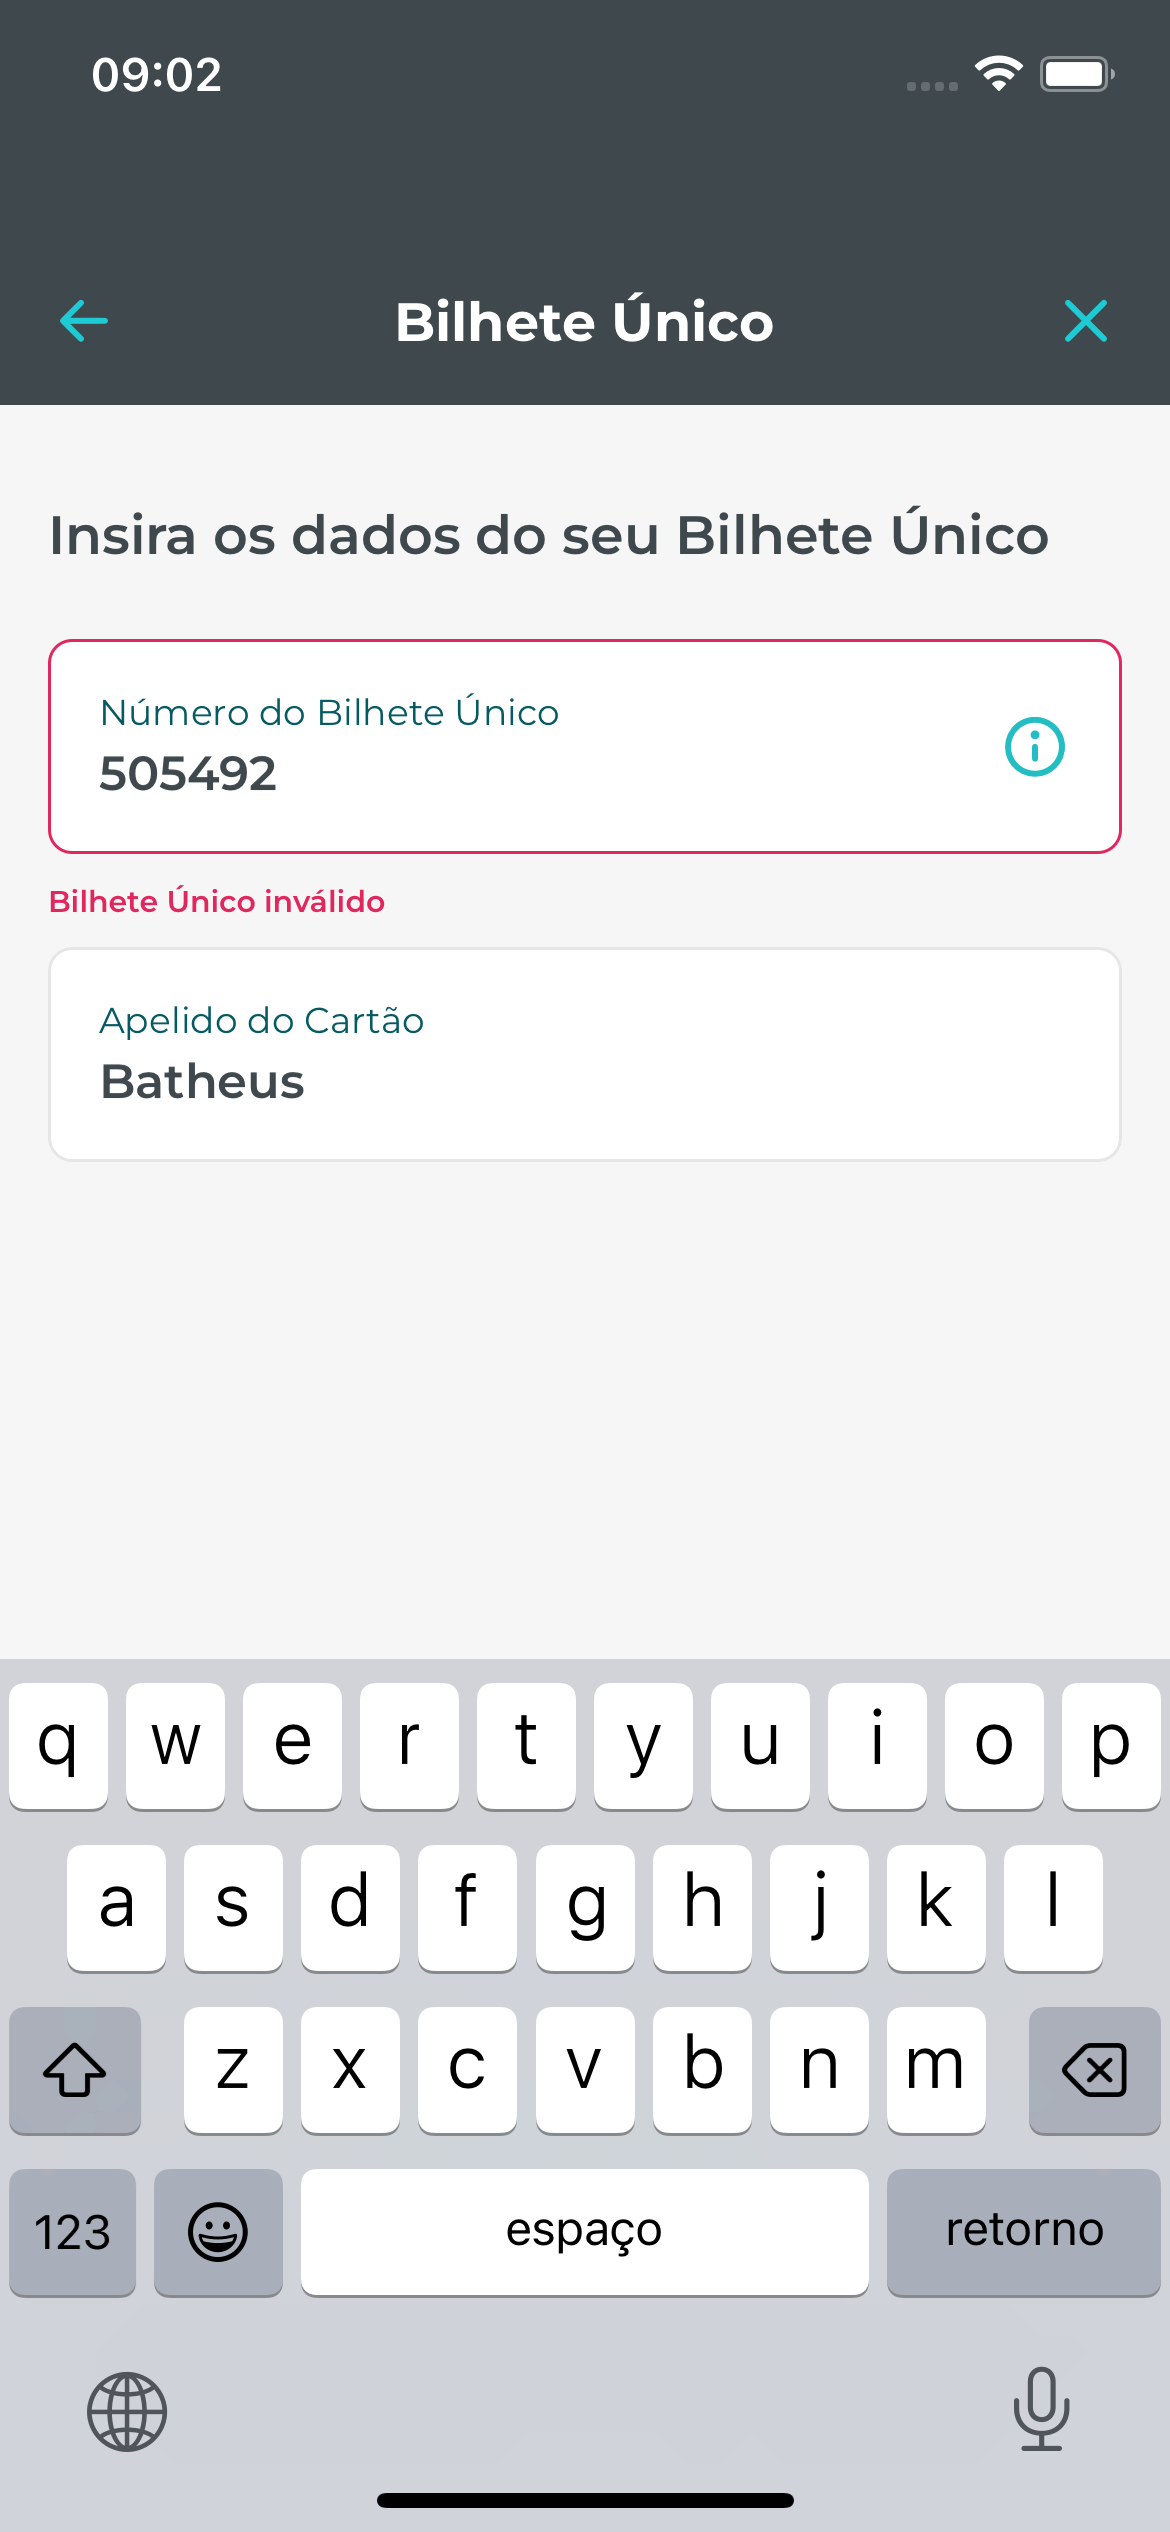 09:02
Bilhete Único
Insira os dados do seu Bilhete Único
Número do Bilhete Único
505492
Bilhete Único inválido
Apelido do Cartão
Batheus
q w e r t y u i o p
a s d f g h j k l
z x c v b n m
123 espaço retorno